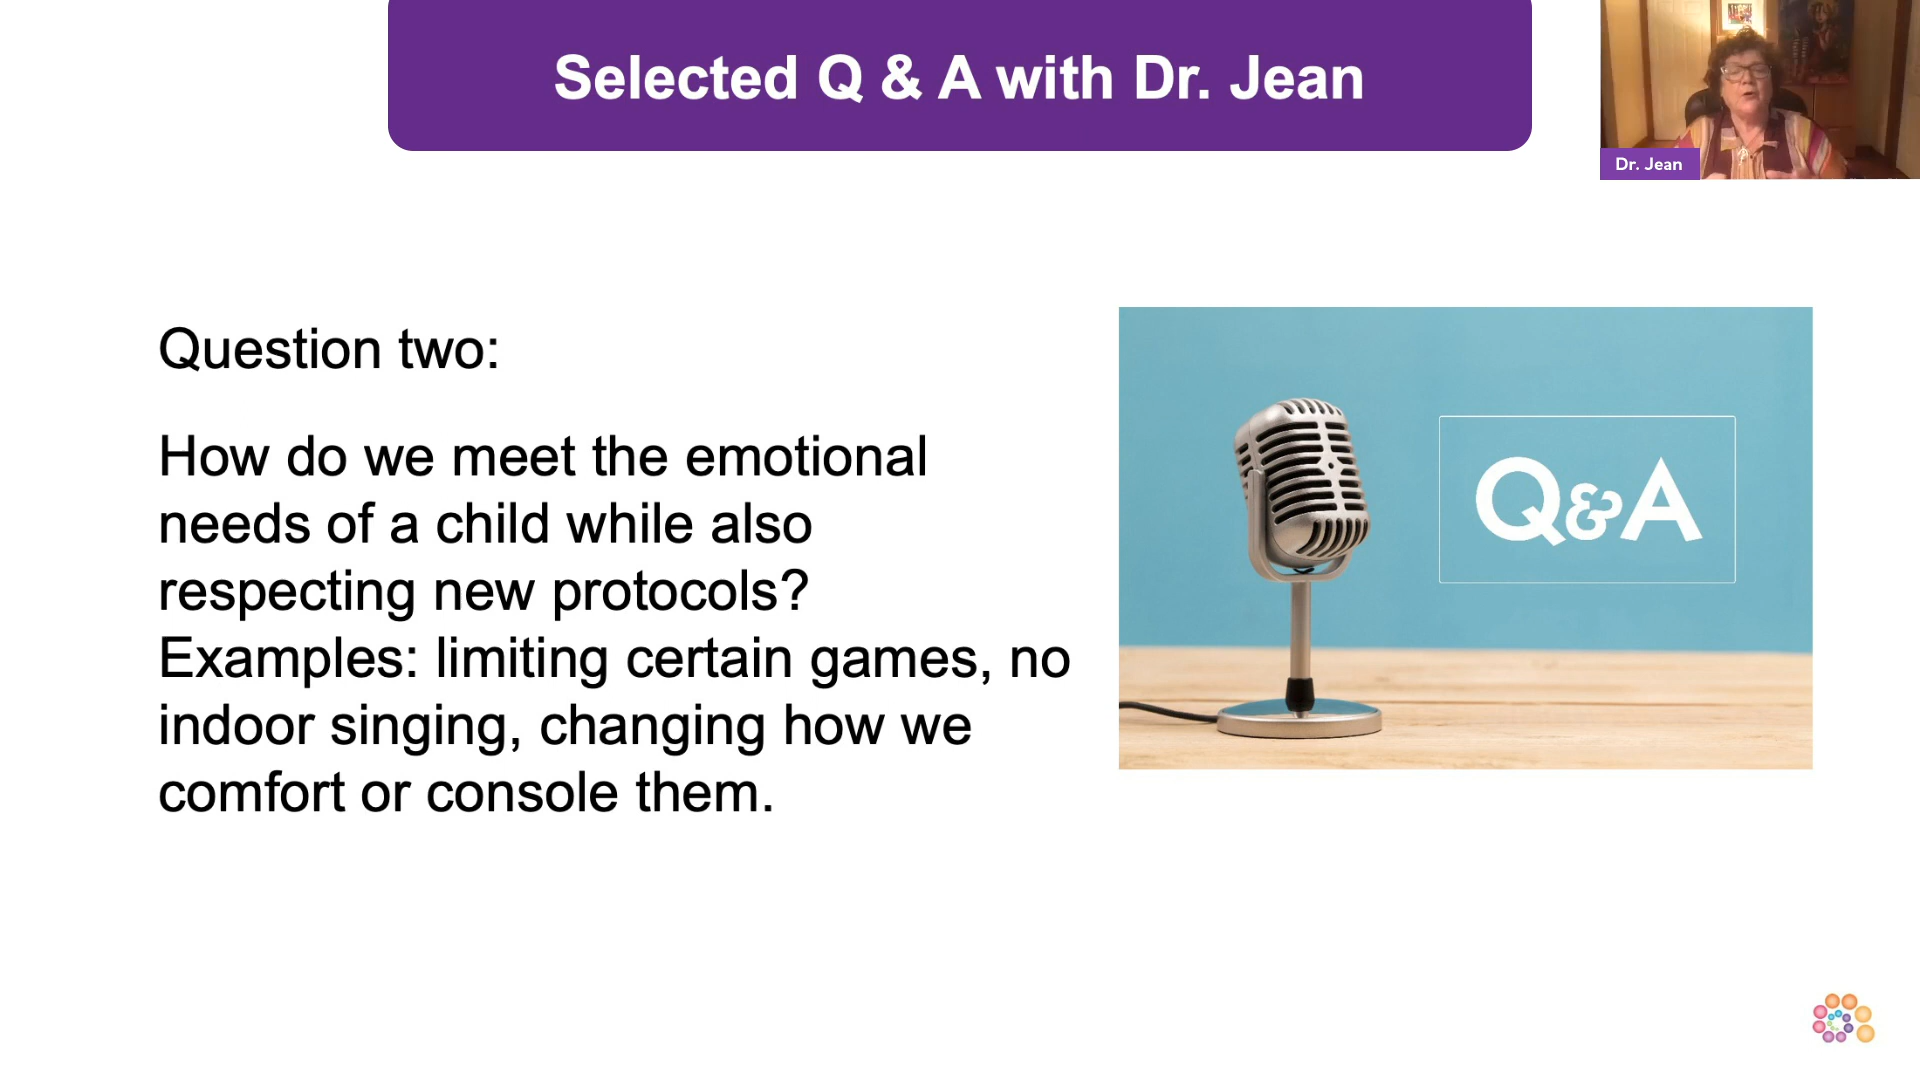 Selected Q & A with Dr. Jean
Dr. Jean
Question two:
How do we meet the emotional
needs of a child while also
respecting new protocols?
Examples: limiting certain games, no
indoor singing, changing how we
comfort or console them.
Q&A